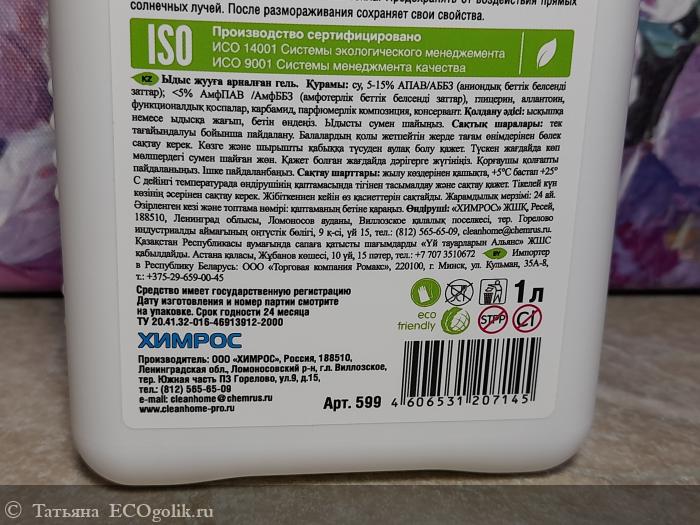 солнечных лучей. После размораживания сохраняет свои свойства.
ISO
Производство сертифицировано
ИСО 14001 Системы экологического менеджмента
ИСО 9001 Системы менеджмента качества
KZ Ыдыс жууға арналған гель. Құрамы: су, 5-15% АПАВ/АББЗ (аниондық беттік белсенді
заттар); <5% АмфПАВ /АмфББЗ (амфотерлік беттік белсенді заттар), глицерин, аллантоин,
функционалдық қоспалар, карбамид, парфюмерлік композиция, консервант. Қолдану әдісі: ысқышқа
немесе ыдысқа жағып, бетін өңдеңіз. Ыдысты сумен шайыңыз. Сақтық шаралары: тек
тағайындалуы бойынша пайдалану. Балалардың қолы жетпейтін жерде тағам өнімдерінен бөлек
сақтау керек. Көзге және шырышты қабыққа түсуден аулақ болу қажет. Түскен жағдайда көп
мөлшердегі сумен шайған жөн. Қажет болған жағдайда дәрігерге жүгініңіз. Қорғаушы қолғапты
пайдаланыңыз. Ішке пайдаланбаңыз. Сақтау шарттары: жылу көздерінен қашықта, +5°С бастап +25°
С дейінгі температурада өндірушінің қаптамасында тігінен тасымалдау және сақтау қажет. Тікелей күн
көзінің әсерінен сақтау керек. Жібіткеннен кейін өз қасиеттерін сақтайды. Жарамдылық мерзімі: 24 ай.
Әзірленген кезі және топтама нөмірі: қаптаманың бетіне қараңыз. Өндіруші: «ХИМРОС» ЖШҚ, Ресей,
188510, Ленинград облысы, Ломоносов ауданы, Виллозское қалалық поселкесі, тер. Горелово
индустриалды аймағының оңтүстік бөлігі, 9 к-сі, үй 15, тел.: (812) 565-65-09, cleanhome@chemrus.ru.
Қазақстан Республикасы аумағында сапаға қатысты шағымдарды «Үй тауарларын Альянс» ЖШС
қабылдайды. Астана қаласы, Жұбанов көшесі, 10 үй, 15 пәтер, тел.: +7 707 3510672 BY Импортер
в Республику Беларусь: ООО «Торговая компания Ромакс», 220100, г. Минск, ул. Кульман, 35А-8,
т.: +375-29-659-00-45
Средство имеет государственную регистрацию
Дату изготовления и номер партии смотрите
на упаковке. Срок годности 24 месяца
ТУ 20.41.32-016-46913912-2000
eco
friendly
STPP
Cl
1 л
ХИМРОС
Производитель: ООО «ХИМРОС», Россия, 188510,
Ленинградская обл., Ломоносовский р-н, г.п. Виллозское,
тер. Южная часть ПЗ Горелово, ул.9, д.15,
тел.: (812) 565-65-09
e-mail: cleanhome@chemrus.ru
www.cleanhome-pro.ru
Арт. 599
4 606531 207145
© Татьяна ECOgolik.ru